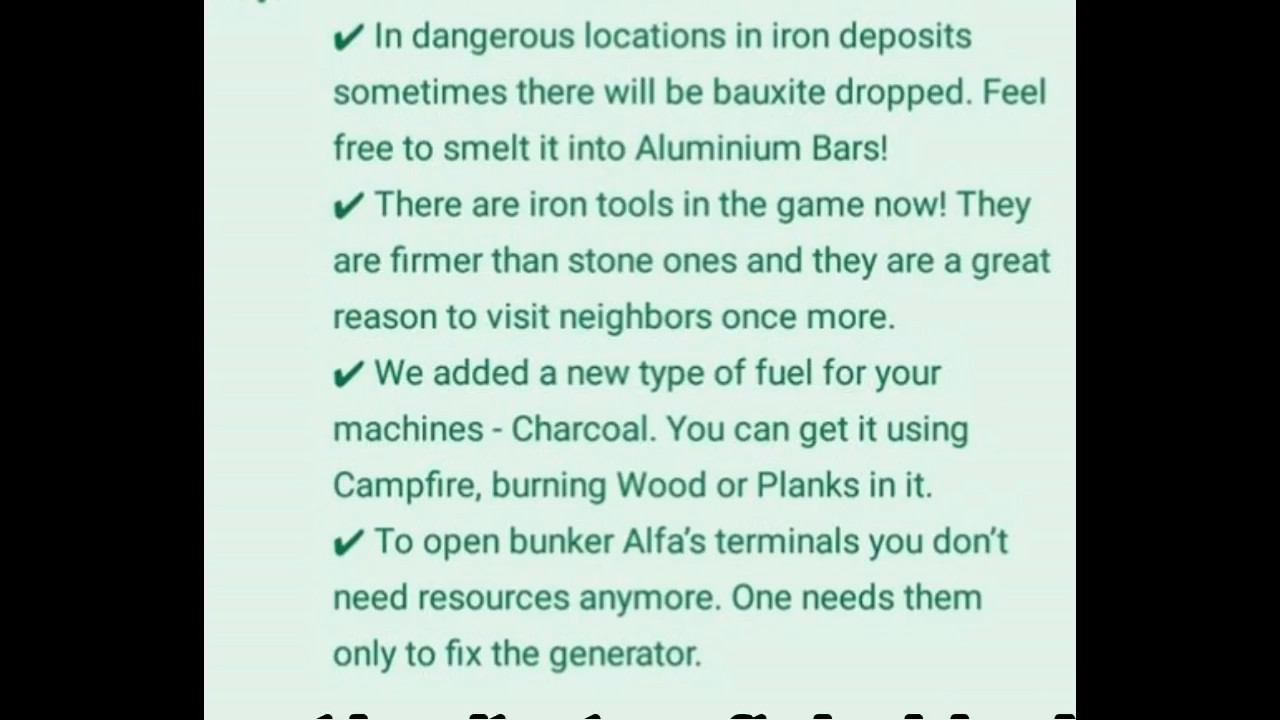 ✔ In dangerous locations in iron deposits
sometimes there will be bauxite dropped. Feel
free to smelt it into Aluminium Bars!
✔ There are iron tools in the game now! They
are firmer than stone ones and they are a great
reason to visit neighbors once more.
✔ We added a new type of fuel for your
machines - Charcoal. You can get it using
Campfire, burning Wood or Planks in it.
✔ To open bunker Alfa’s terminals you don’t
need resources anymore. One needs them
only to fix the generator.